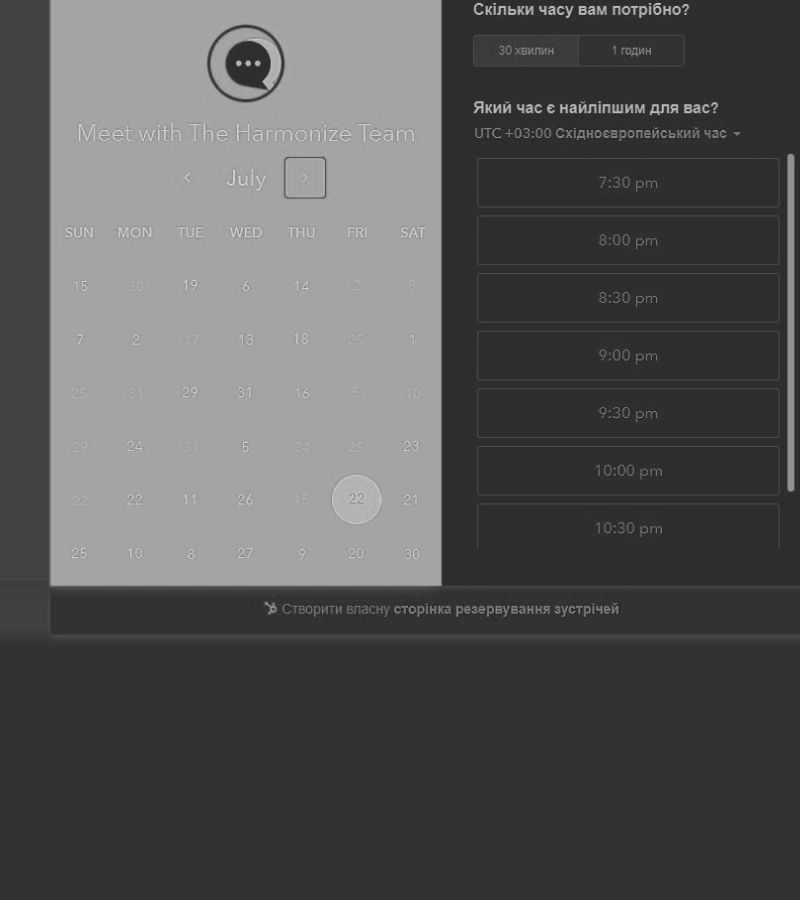 Meet with The Harmonize Team
July
SUN MON TUE WED THU FRI SAT
15 30 19 6 14 2 8
7 2 17 13 18 25 1
25 31 29 31 16 5 10
29 24 31 5 24 25 23
22 22 11 26 15 22 21
25 10 8 27 9 20 30
Скільки часу вам потрібно?
30 хвилин 1 годин
Який час є найліпшим для вас?
UTC +03:00 Східноєвропейський час
7:30 pm
8:00 pm
8:30 pm
9:00 pm
9:30 pm
10:00 pm
10:30 pm
Створити власну сторінка резервування зустрічей